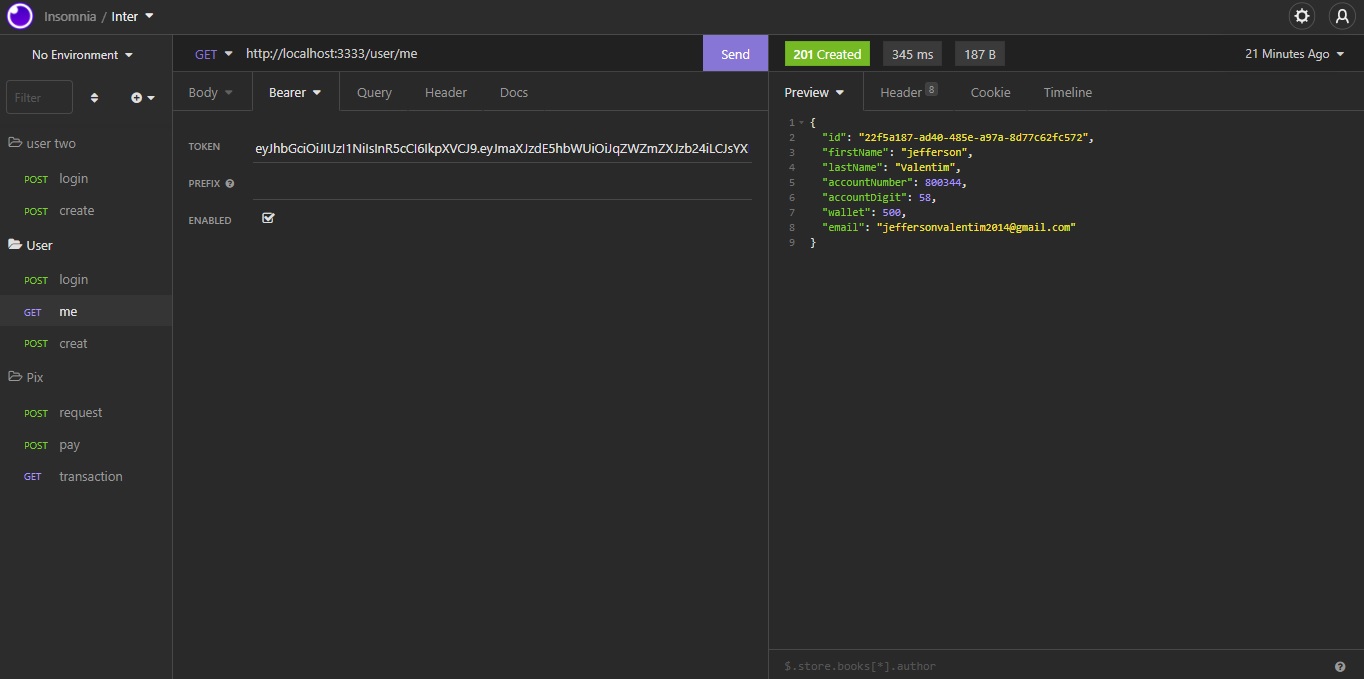 Insomnia / Inter
No Environment
Filter
user two
POST login
POST create
User
POST login
GET me
POST creat
Pix
POST request
POST pay
GET transaction
GET http://localhost:3333/user/me Send
Body Bearer Query Header Docs
TOKEN eyJhbGciOiJIUzI1NiIsInR5cCI6IkpXVCJ9.eyJmaXJzdE5hbWUiOiJqZWZmZXJzb24iLCJsYX
PREFIX
ENABLED
201 Created 345 ms 187 B 21 Minutes Ago
Preview Header 8 Cookie Timeline
1 {
2 "id": "22f5a187-ad40-485e-a97a-8d77c62fc572",
3 "firstName": "jefferson",
4 "lastName": "Valentim",
5 "accountNumber": 800344,
6 "accountDigit": 58,
7 "wallet": 500,
8 "email": "jeffersonvalentim2014@gmail.com"
9 }
$.store.books[*].author